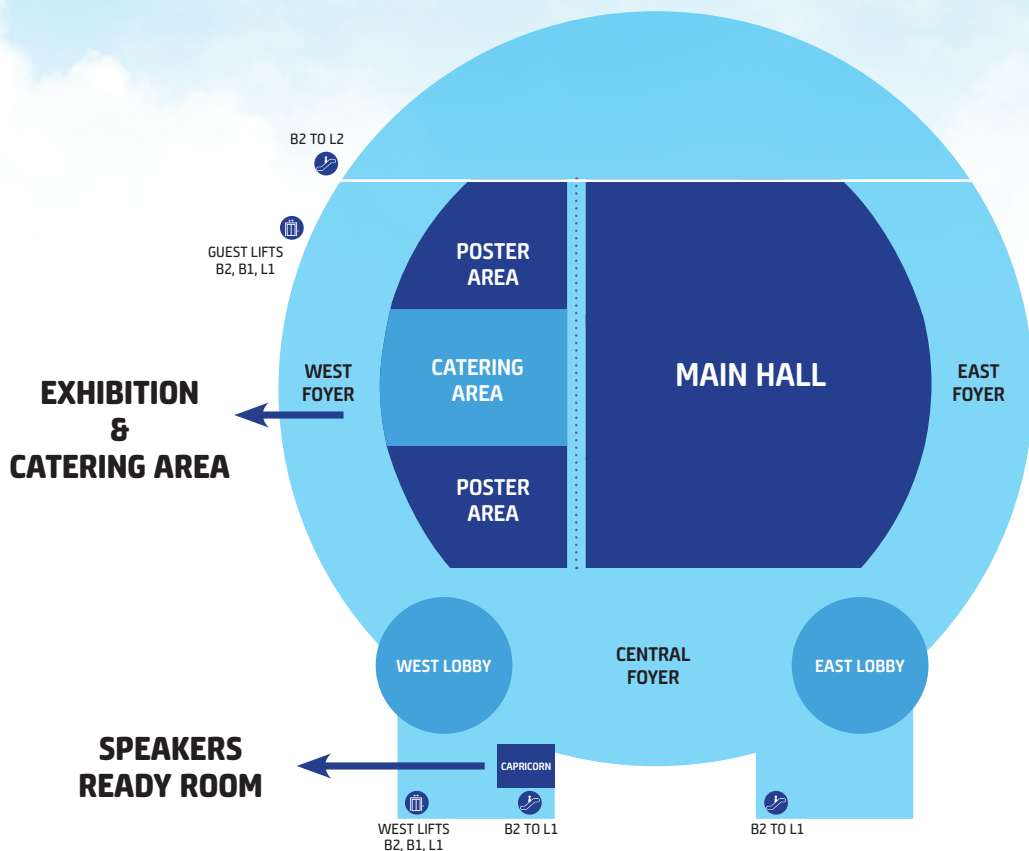 B2 TO L2
GUEST LIFTS
B2, B1, L1
POSTER
AREA
WEST
FOYER
CATERING
AREA
MAIN HALL
EAST
FOYER
EXHIBITION
&
CATERING AREA
POSTER
AREA
WEST LOBBY
CENTRAL
FOYER
EAST LOBBY
SPEAKERS
READY ROOM
CAPRICORN
WEST LIFTS
B2, B1, L1
B2 TO L1
B2 TO L1